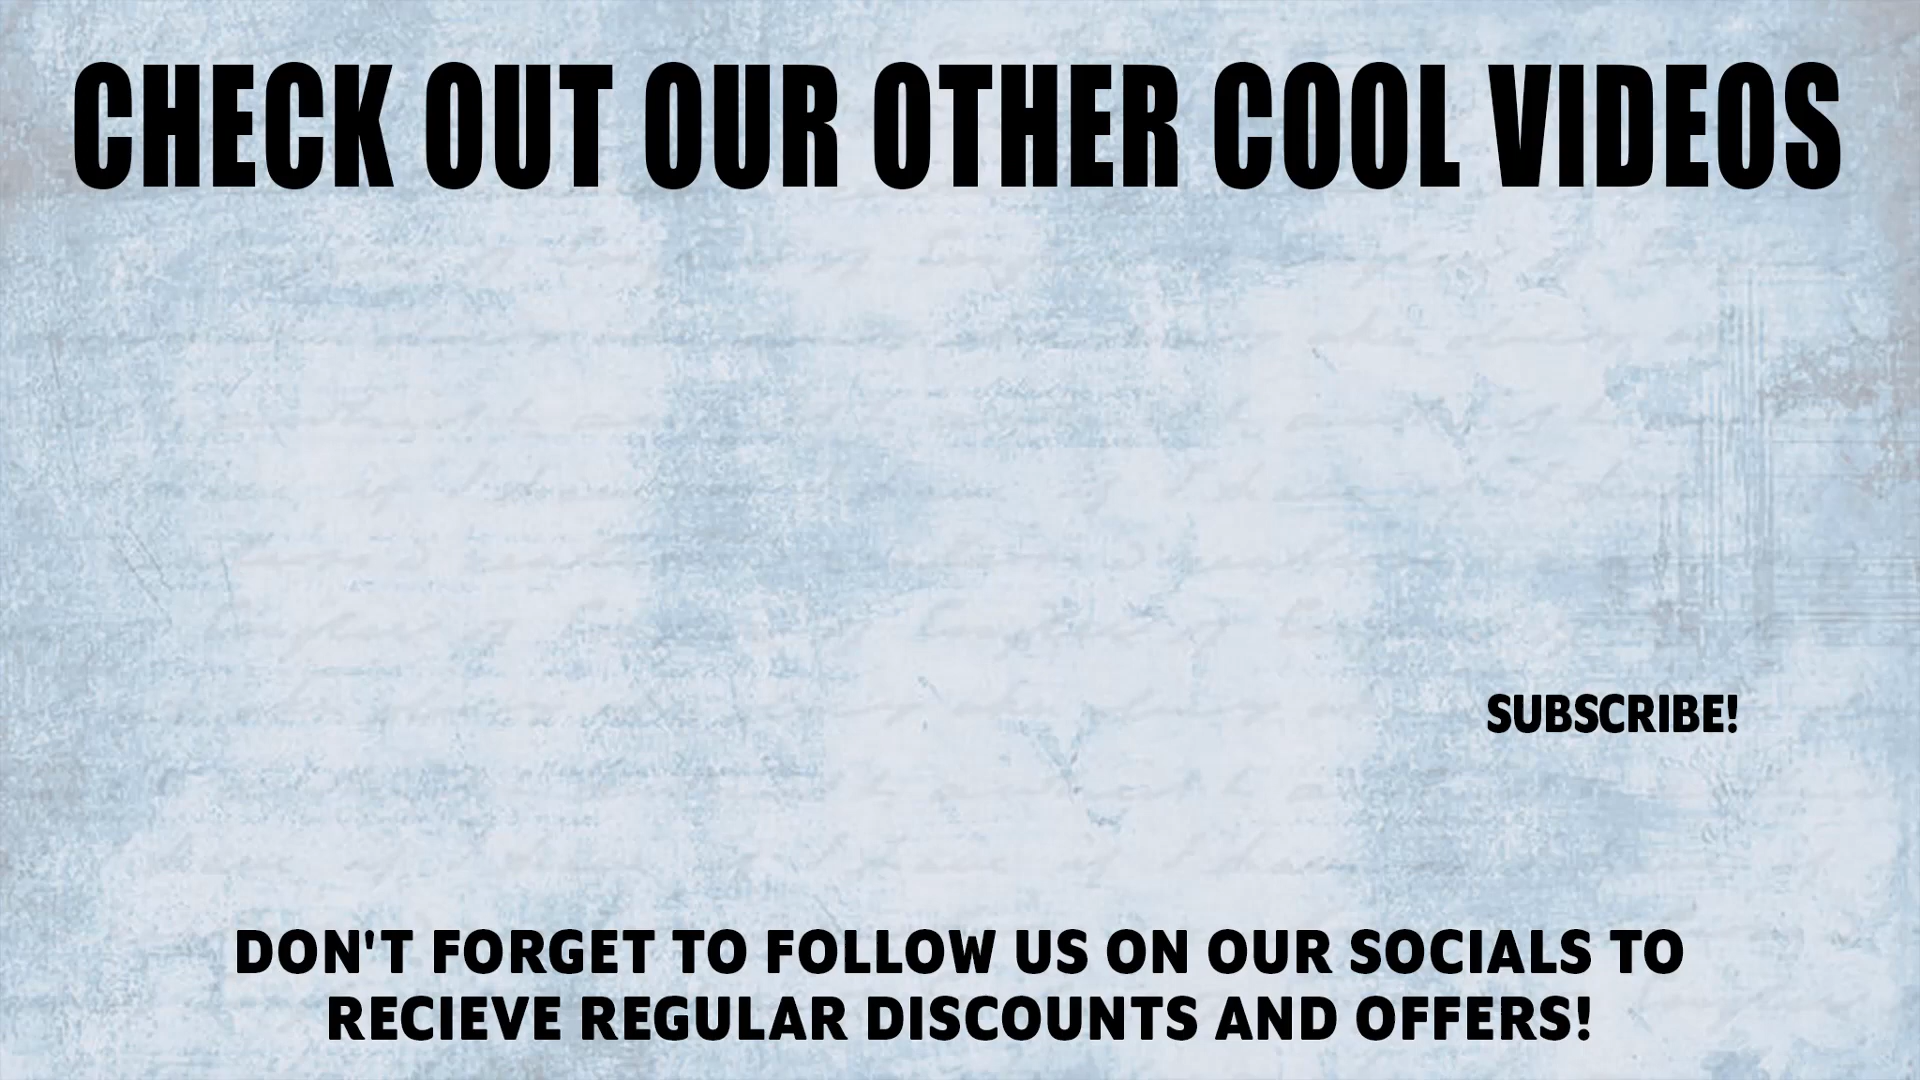 CHECK OUT OUR OTHER COOL VIDEOS
SUBSCRIBE!
DON'T FORGET TO FOLLOW US ON OUR SOCIALS TO
RECIEVE REGULAR DISCOUNTS AND OFFERS!